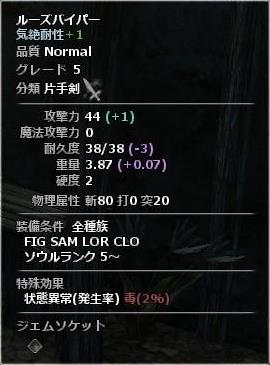 ルーズバイパー
気絶耐性+1
品質 Normal
グレード 5
分類 片手剣
攻撃力 44 (+1)
魔法攻撃力 0
耐久度 38/38 (-3)
重量 3.87 (+0.07)
硬度 2
物理属性 斬80 打0 突20
装備条件 全種族
FIG SAM LOR CLO
ソウルランク 5～
特殊効果
状態異常(発生率) 毒(2%)
ジェムソケット